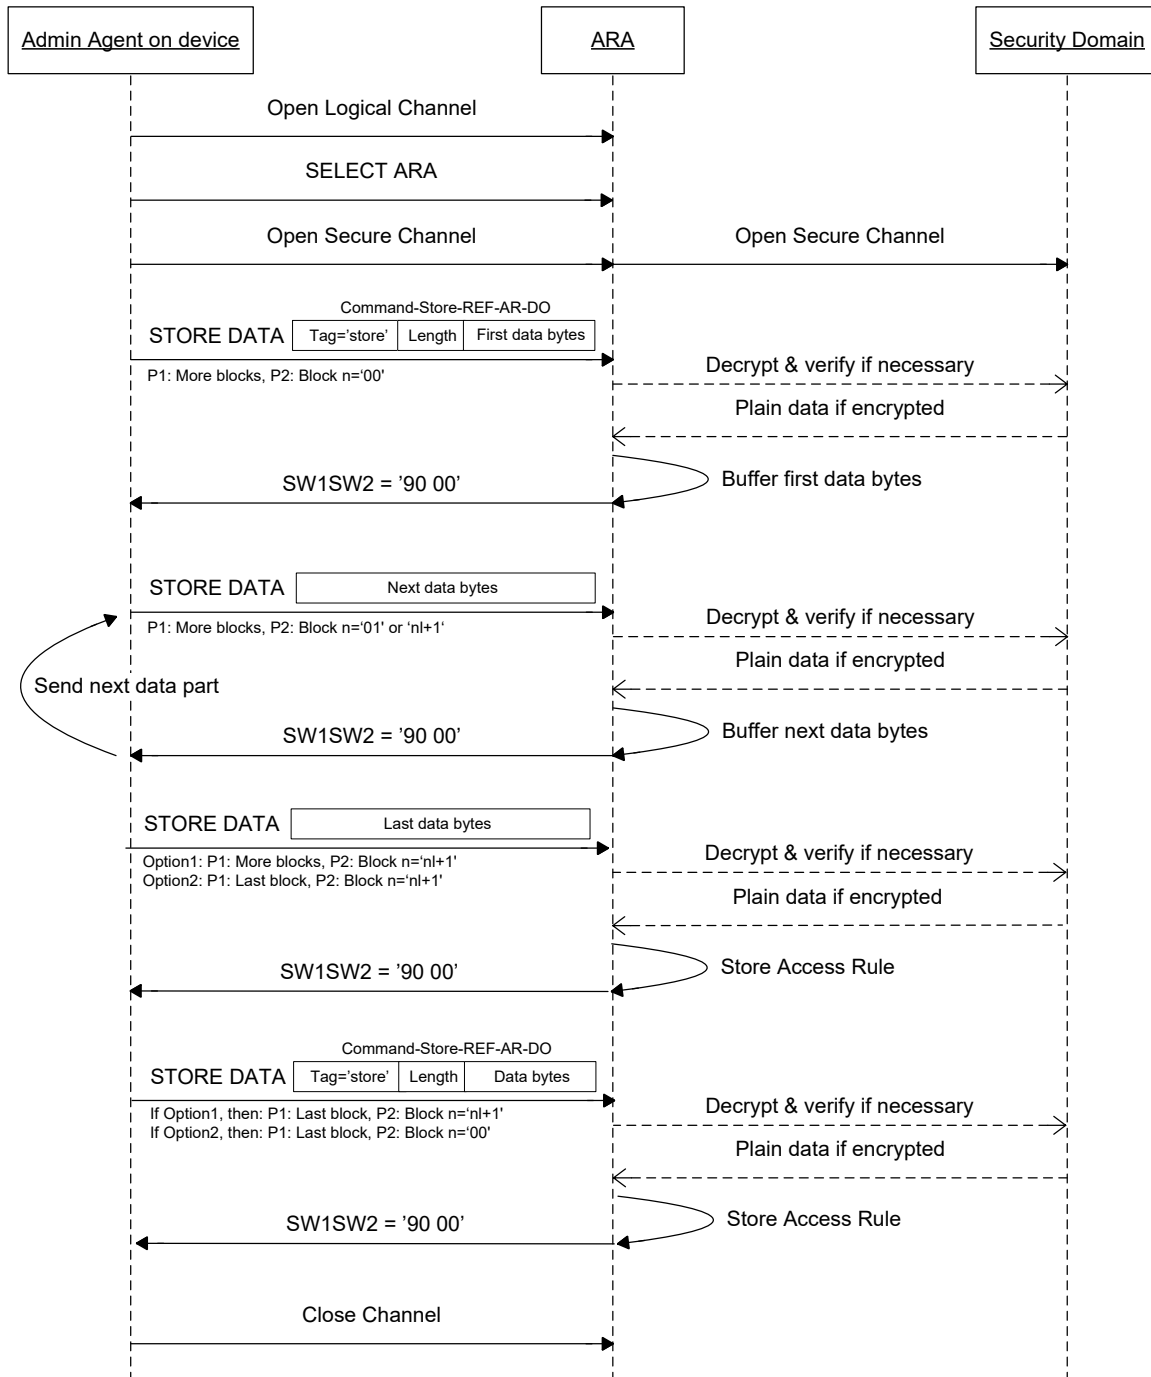 Admin Agent on device
ARA
Security Domain
Open Logical Channel
SELECT ARA
Open Secure Channel
Open Secure Channel
Command-Store-REF-AR-DO
STORE DATA
Tag='store’
Length
First data bytes
P1: More blocks, P2: Block n=‘00'
Decrypt & verify if necessary
Plain data if encrypted
Buffer first data bytes
SW1SW2 = ’90 00’
STORE DATA
Next data bytes
P1: More blocks, P2: Block n=‘01' or ‘nl+1‘
Decrypt & verify if necessary
Plain data if encrypted
Send next data part
Buffer next data bytes
SW1SW2 = ’90 00’
STORE DATA
Last data bytes
Option1: P1: More blocks, P2: Block n=‘nl+1'
Option2: P1: Last block, P2: Block n=‘nl+1'
Decrypt & verify if necessary
Plain data if encrypted
Store Access Rule
SW1SW2 = ’90 00’
Command-Store-REF-AR-DO
STORE DATA
Tag='store’
Length
Data bytes
If Option1, then: P1: Last block, P2: Block n=‘nl+1'
If Option2, then: P1: Last block, P2: Block n=‘00'
Decrypt & verify if necessary
Plain data if encrypted
Store Access Rule
SW1SW2 = ’90 00’
Close Channel